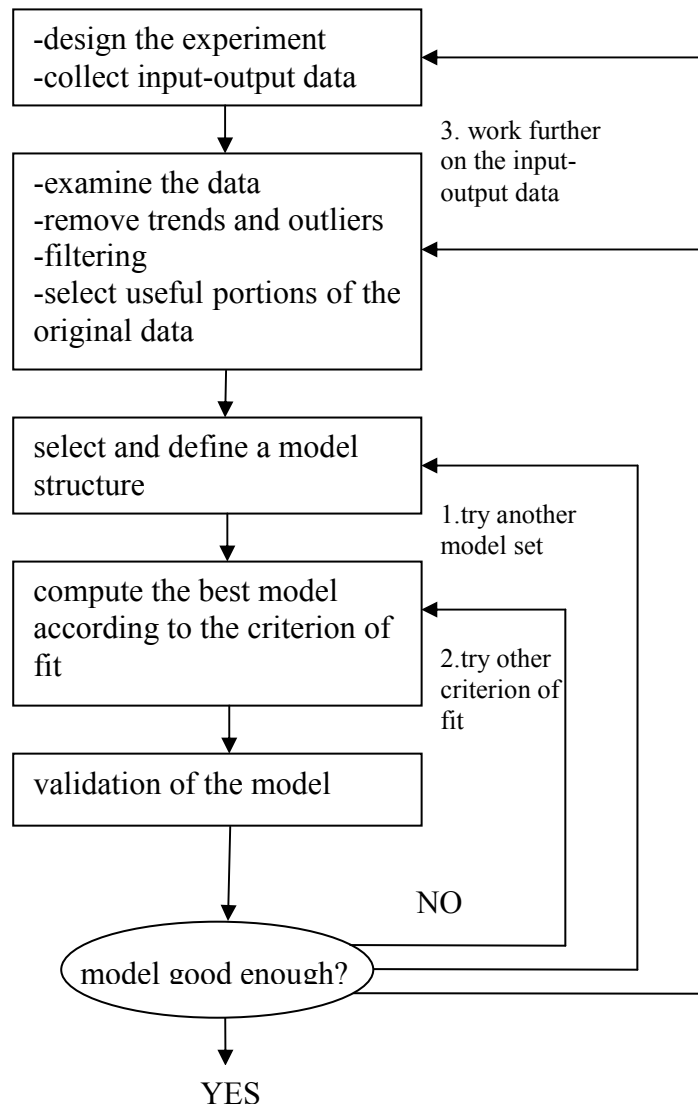 -design the experiment
-collect input-output data
3. work further
on the input-
output data
-examine the data
-remove trends and outliers
-filtering
-select useful portions of the
original data
select and define a model
structure
1.try another
model set
compute the best model
according to the criterion of
fit
2.try other
criterion of
fit
validation of the model
NO
model good enough?
YES